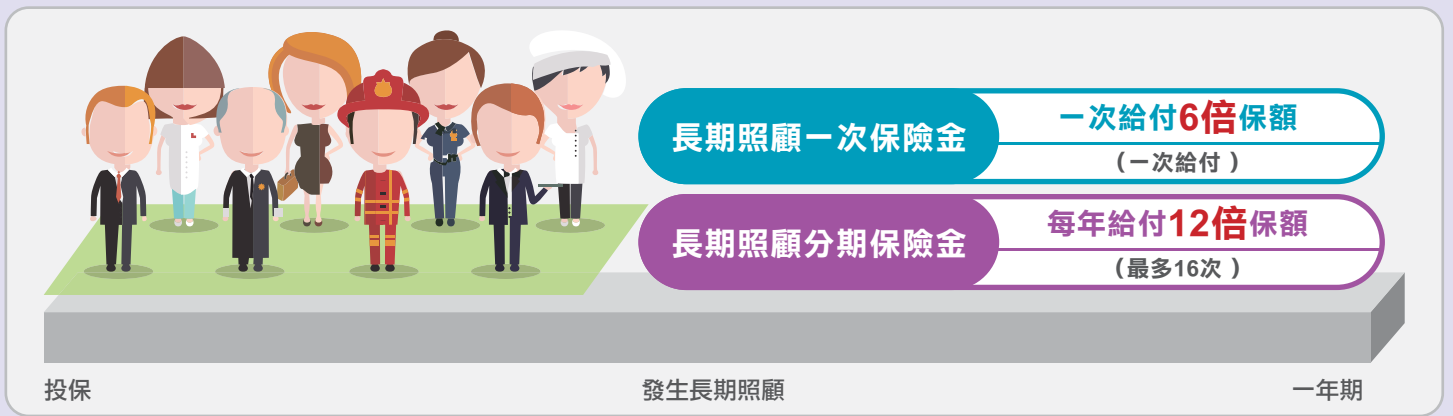 長期照顧一次保險金
一次給付6倍保額
（一次給付 ）
長期照顧分期保險金
每年給付12倍保額
（最多16次 ）
投保
發生長期照顧
一年期